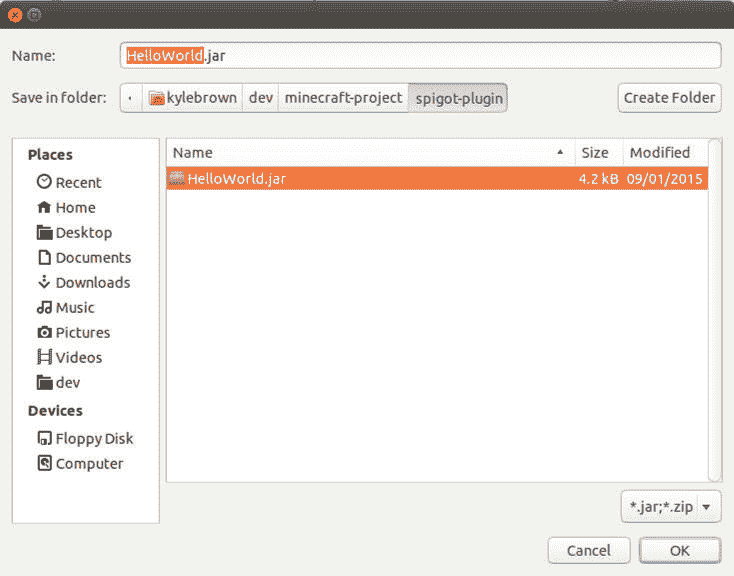 Name: HelloWorld.jar
Save in folder: kylebrown dev minecraft-project spigot-plugin Create Folder
Places
Recent
Home
Desktop
Documents
Downloads
Music
Pictures
Videos
dev
Devices
Floppy Disk
Computer
Name Size Modified
HelloWorld.jar 4.2 kB 09/01/2015
*.jar;*.zip
Cancel OK